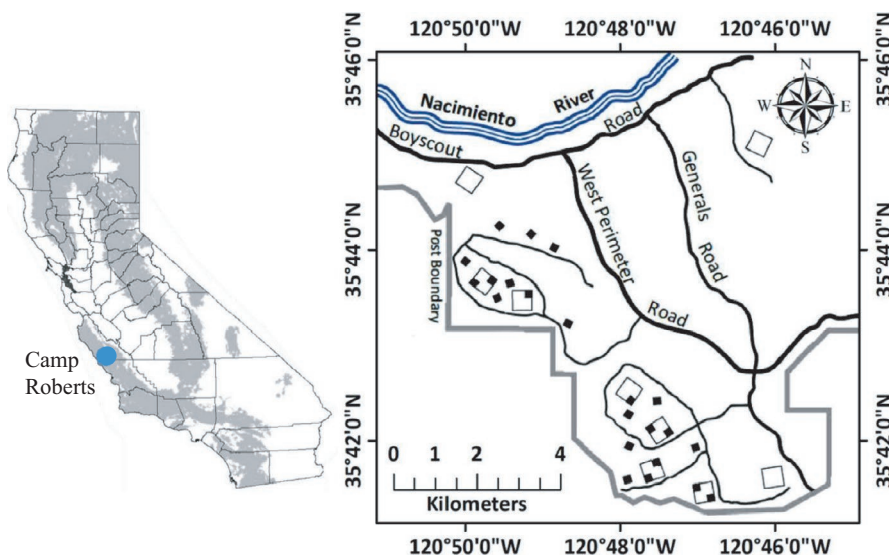 120°50'0"W 120°48'0"W 120°46'0"W
35°46'0"N
35°44'0"N
35°42'0"N
Camp
Roberts
Nacimiento River
Boyscout Road
West Perimeter Road
Generals Road
Post Boundary
N
W E
S
0 2 4
Kilometers
35°46'0"N
35°44'0"N
35°42'0"N
120°50'0"W 120°48'0"W 120°46'0"W